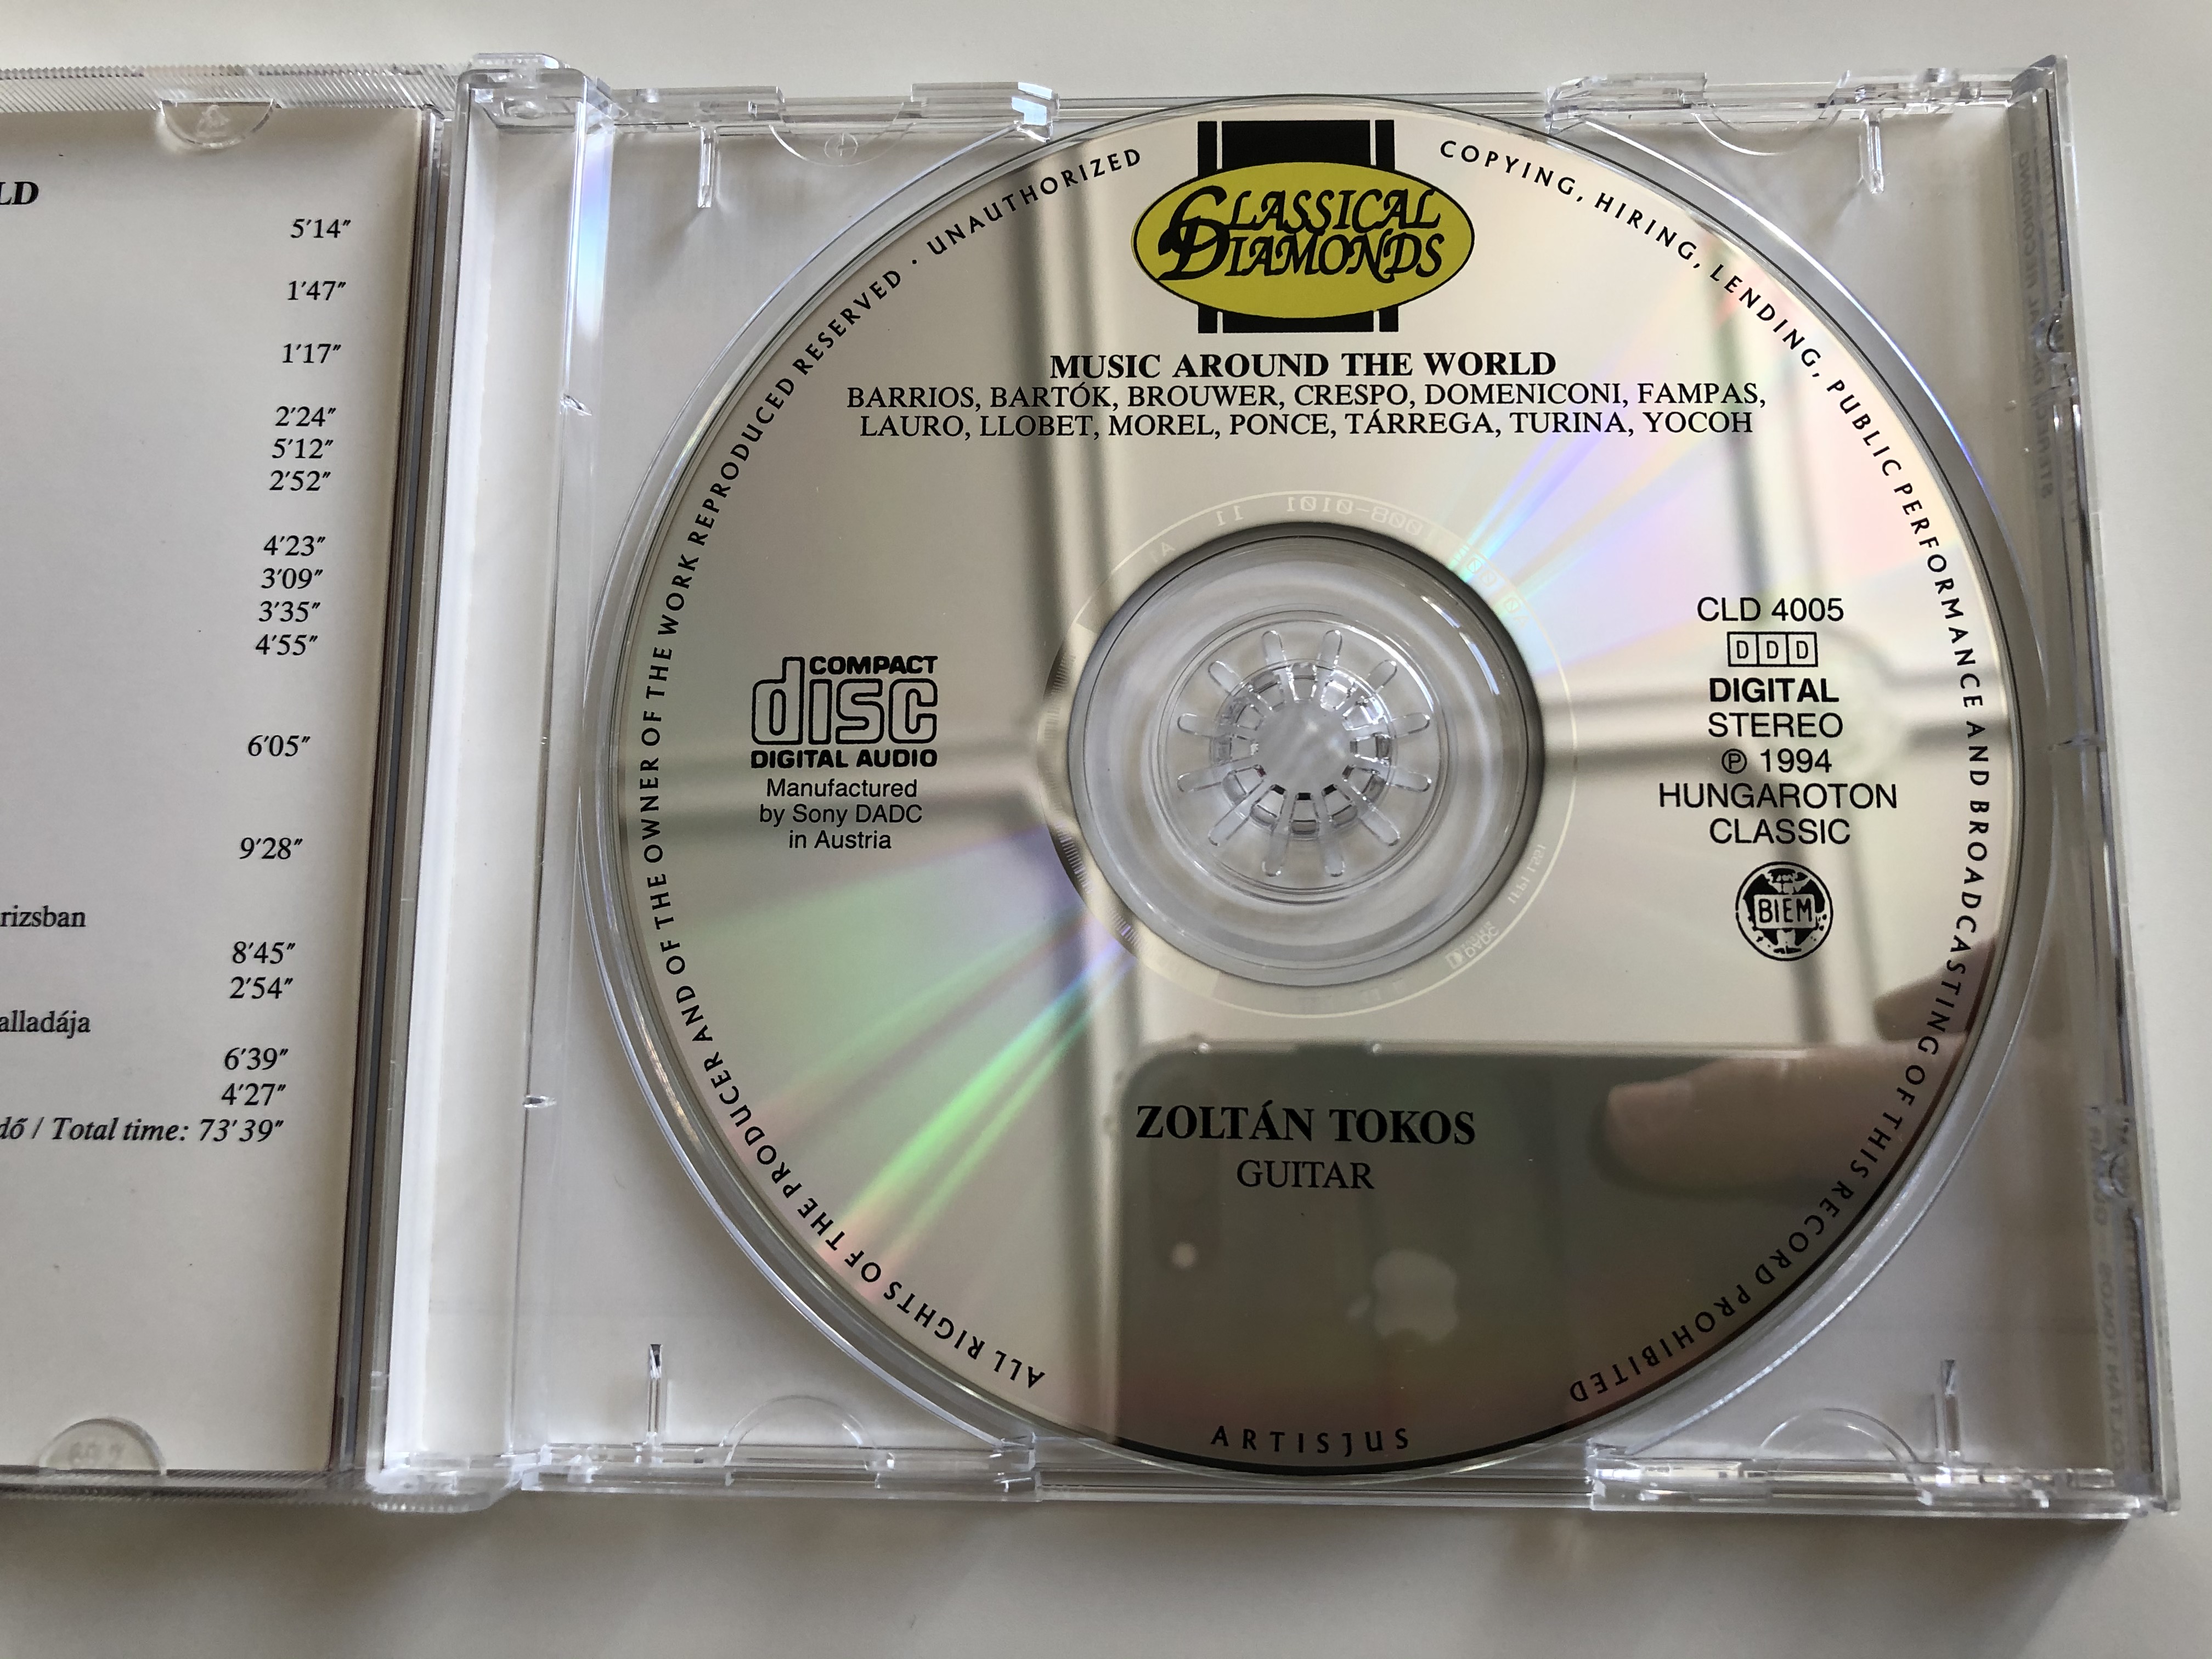 LD
5′14″
1′47″
1′17″
2′24″
5′12″
2′52″
4′23″
3′09″
3′35″
4′55″
6′05″
9′28″
rizsban
8′45″
2′54″
alladája
6′39″
4′27″
dő / Total time: 73′39″
CLASSICAL
DIAMONDS
MUSIC AROUND THE WORLD
BARRIOS, BARTÓK, BROUWER, CRESPO, DOMENICONI, FAMPAS,
LAURO, LLOBET, MOREL, PONCE, TÁRREGA, TURINA, YOCOH
COMPACT
disc
DIGITAL AUDIO
Manufactured
by Sony DADC
in Austria
CLD 4005
DDD
DIGITAL
STEREO
℗ 1994
HUNGAROTON
CLASSIC
BIEM
ZOLTÁN TOKOS
GUITAR
ALL RIGHTS OF THE PRODUCER AND OF THE OWNER OF THE WORK REPRODUCED RESERVED · UNAUTHORIZED COPYING, HIRING, LENDING, PUBLIC PERFORMANCE AND BROADCASTING OF THIS RECORD PROHIBITED
ARTISJUS